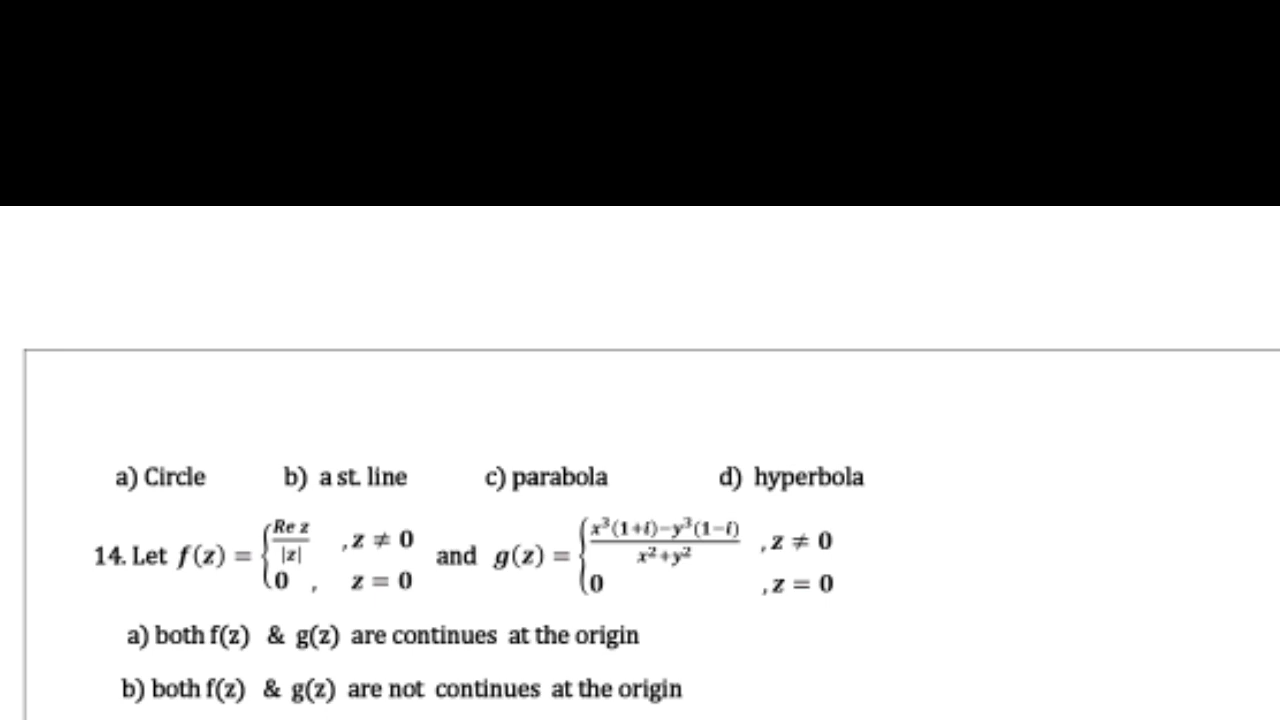 a) Circle b) a st. line c) parabola d) hyperbola
14. Let f(z) = {Re z/|z| , z ≠ 0 and g(z) = {x³(1+i)−y³(1−i)/x²+y² , z ≠ 0
0 , z = 0 0 , z = 0
a) both f(z) & g(z) are continues at the origin
b) both f(z) & g(z) are not continues at the origin